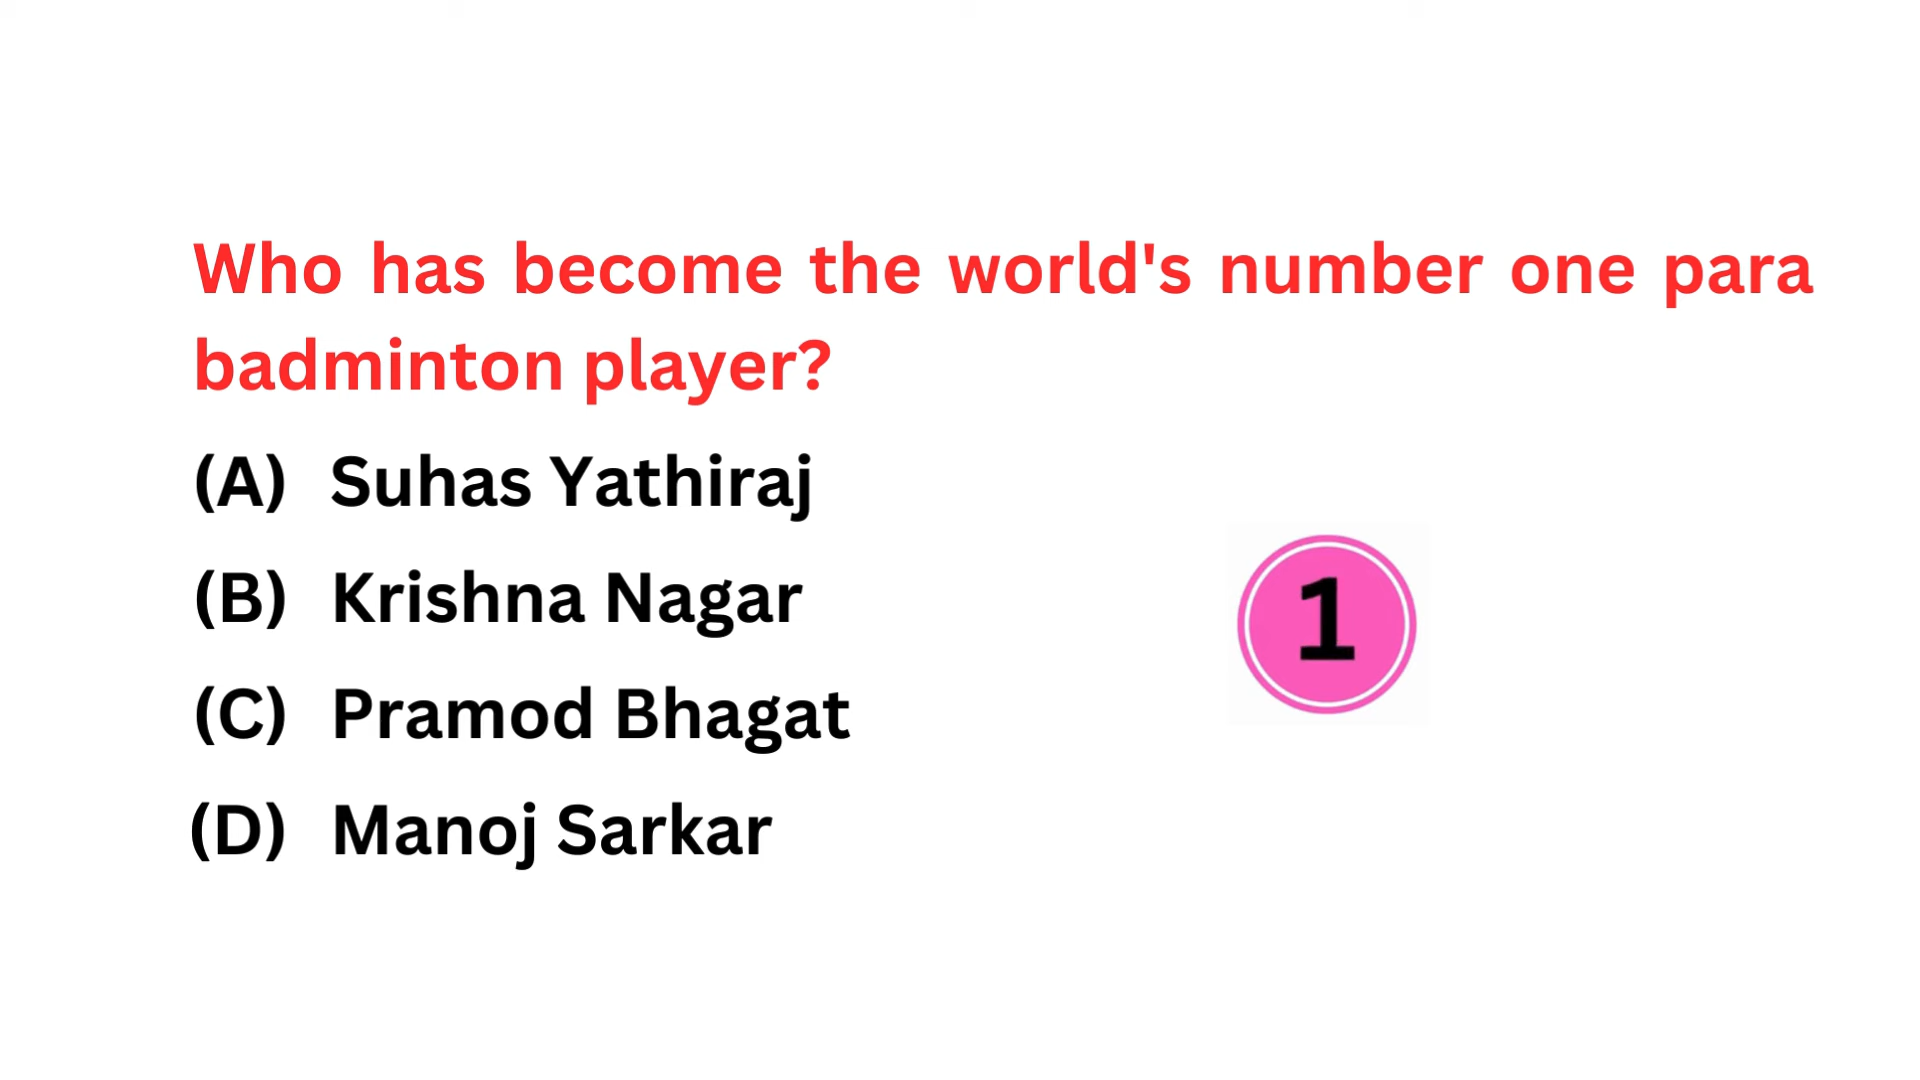 Who has become the world's number one para
badminton player?
(A) Suhas Yathiraj
(B) Krishna Nagar
(C) Pramod Bhagat
(D) Manoj Sarkar
1